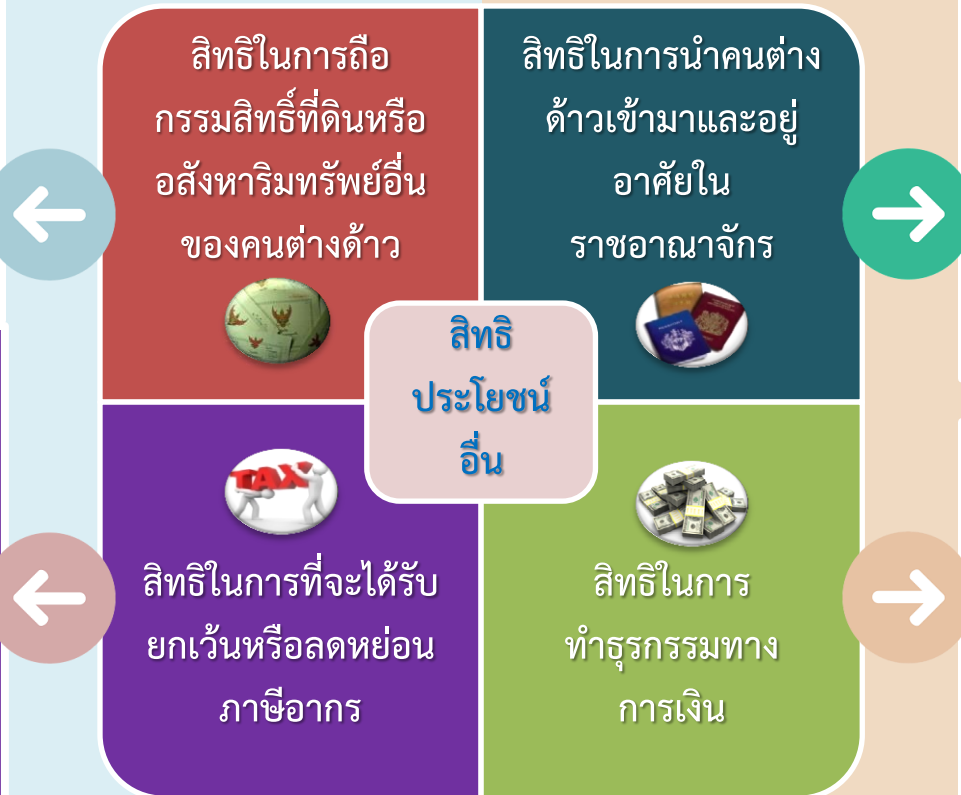 สิทธิในการถือ
กรรมสิทธิ์ที่ดินหรือ
อสังหาริมทรัพย์อื่น
ของคนต่างด้าว
สิทธิในการนำคนต่าง
ด้าวเข้ามาและอยู่
อาศัยใน
ราชอาณาจักร
สิทธิ
ประโยชน์
อื่น
TAX
สิทธิในการที่จะได้รับ
ยกเว้นหรือลดหย่อน
ภาษีอากร
สิทธิในการ
ทำธุรกรรมทาง
การเงิน